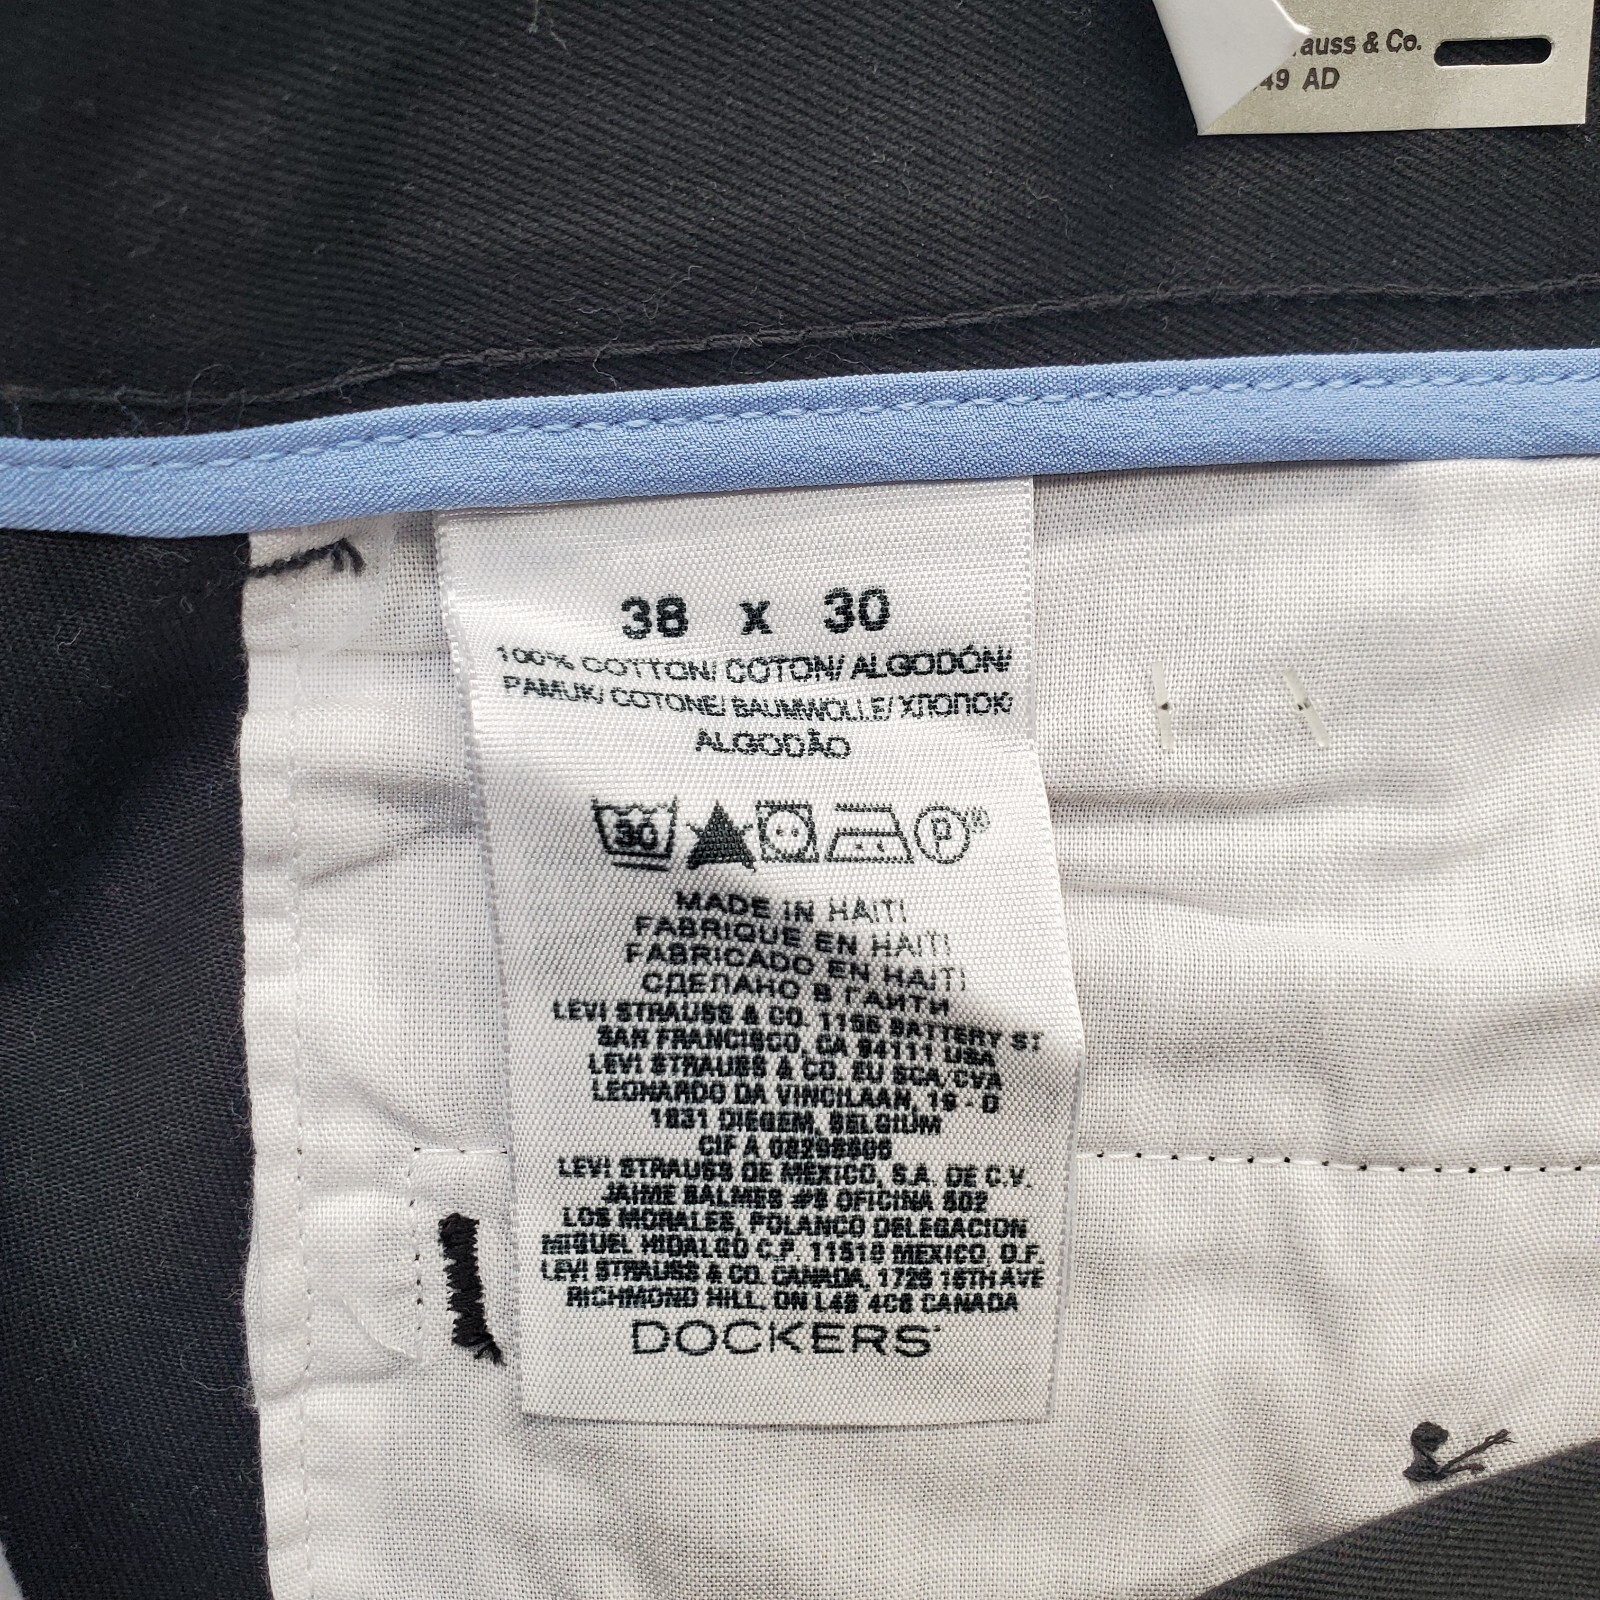 auss & Co.
49 AD
38 x 30
100% COTTON/ COTON/ ALGODÓN/
PAMUK/ COTONE/ BAUMWOLLE/ ХЛОПОК/
ALGODÃO
30
P
MADE IN HAITI
FABRIQUE EN HAITI
FABRICADO EN HAITI
СДЕЛАНО В ГАИТИ
LEVI STRAUSS & CO. 1155 BATTERY ST
SAN FRANCISCO, CA 94111 USA
LEVI STRAUSS & CO. EU SCA/CVA
LEONARDO DA VINCILAAN, 19 - D
1831 DIEGEM, BELGIUM
CIF A
LEVI STRAUSS DE MEXICO, S.A. DE C.V.
JAIME BALMES #8 OFICINA 802
LOS MORALES, POLANCO DELEGACION
MIGUEL HIDALGO C.P. 11510 MEXICO, D.F.
LEVI STRAUSS & CO. CANADA, 1725 16TH AVE
RICHMOND HILL, ON L4B 4C6 CANADA
DOCKERS